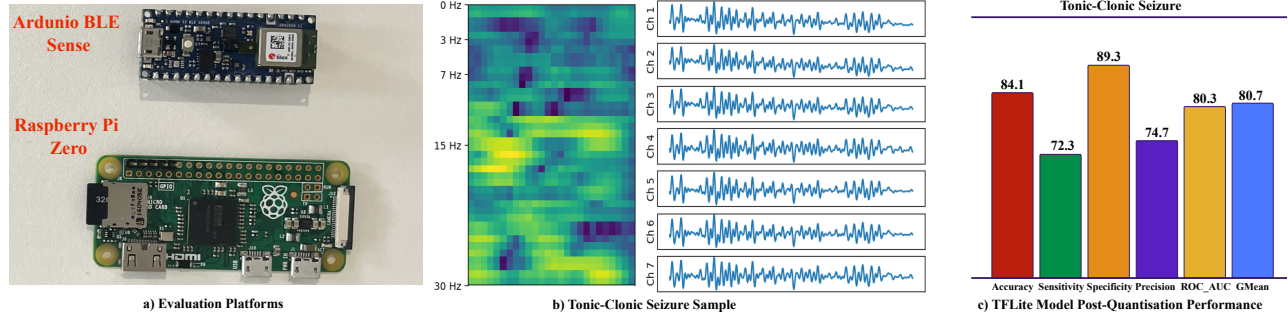 Ardunio BLE
Sense
Raspberry Pi
Zero
GPIO
HDMI
USB
a) Evaluation Platforms
0 Hz
3 Hz
7 Hz
15 Hz
30 Hz
Ch 1
Ch 2
Ch 3
Ch 4
Ch 5
Ch 6
Ch 7
b) Tonic-Clonic Seizure Sample
Tonic-Clonic Seizure
84.1
72.3
89.3
74.7
80.3
80.7
Accuracy Sensitivity Specificity Precision ROC_AUC GMean
c) TFLite Model Post-Quantisation Performance